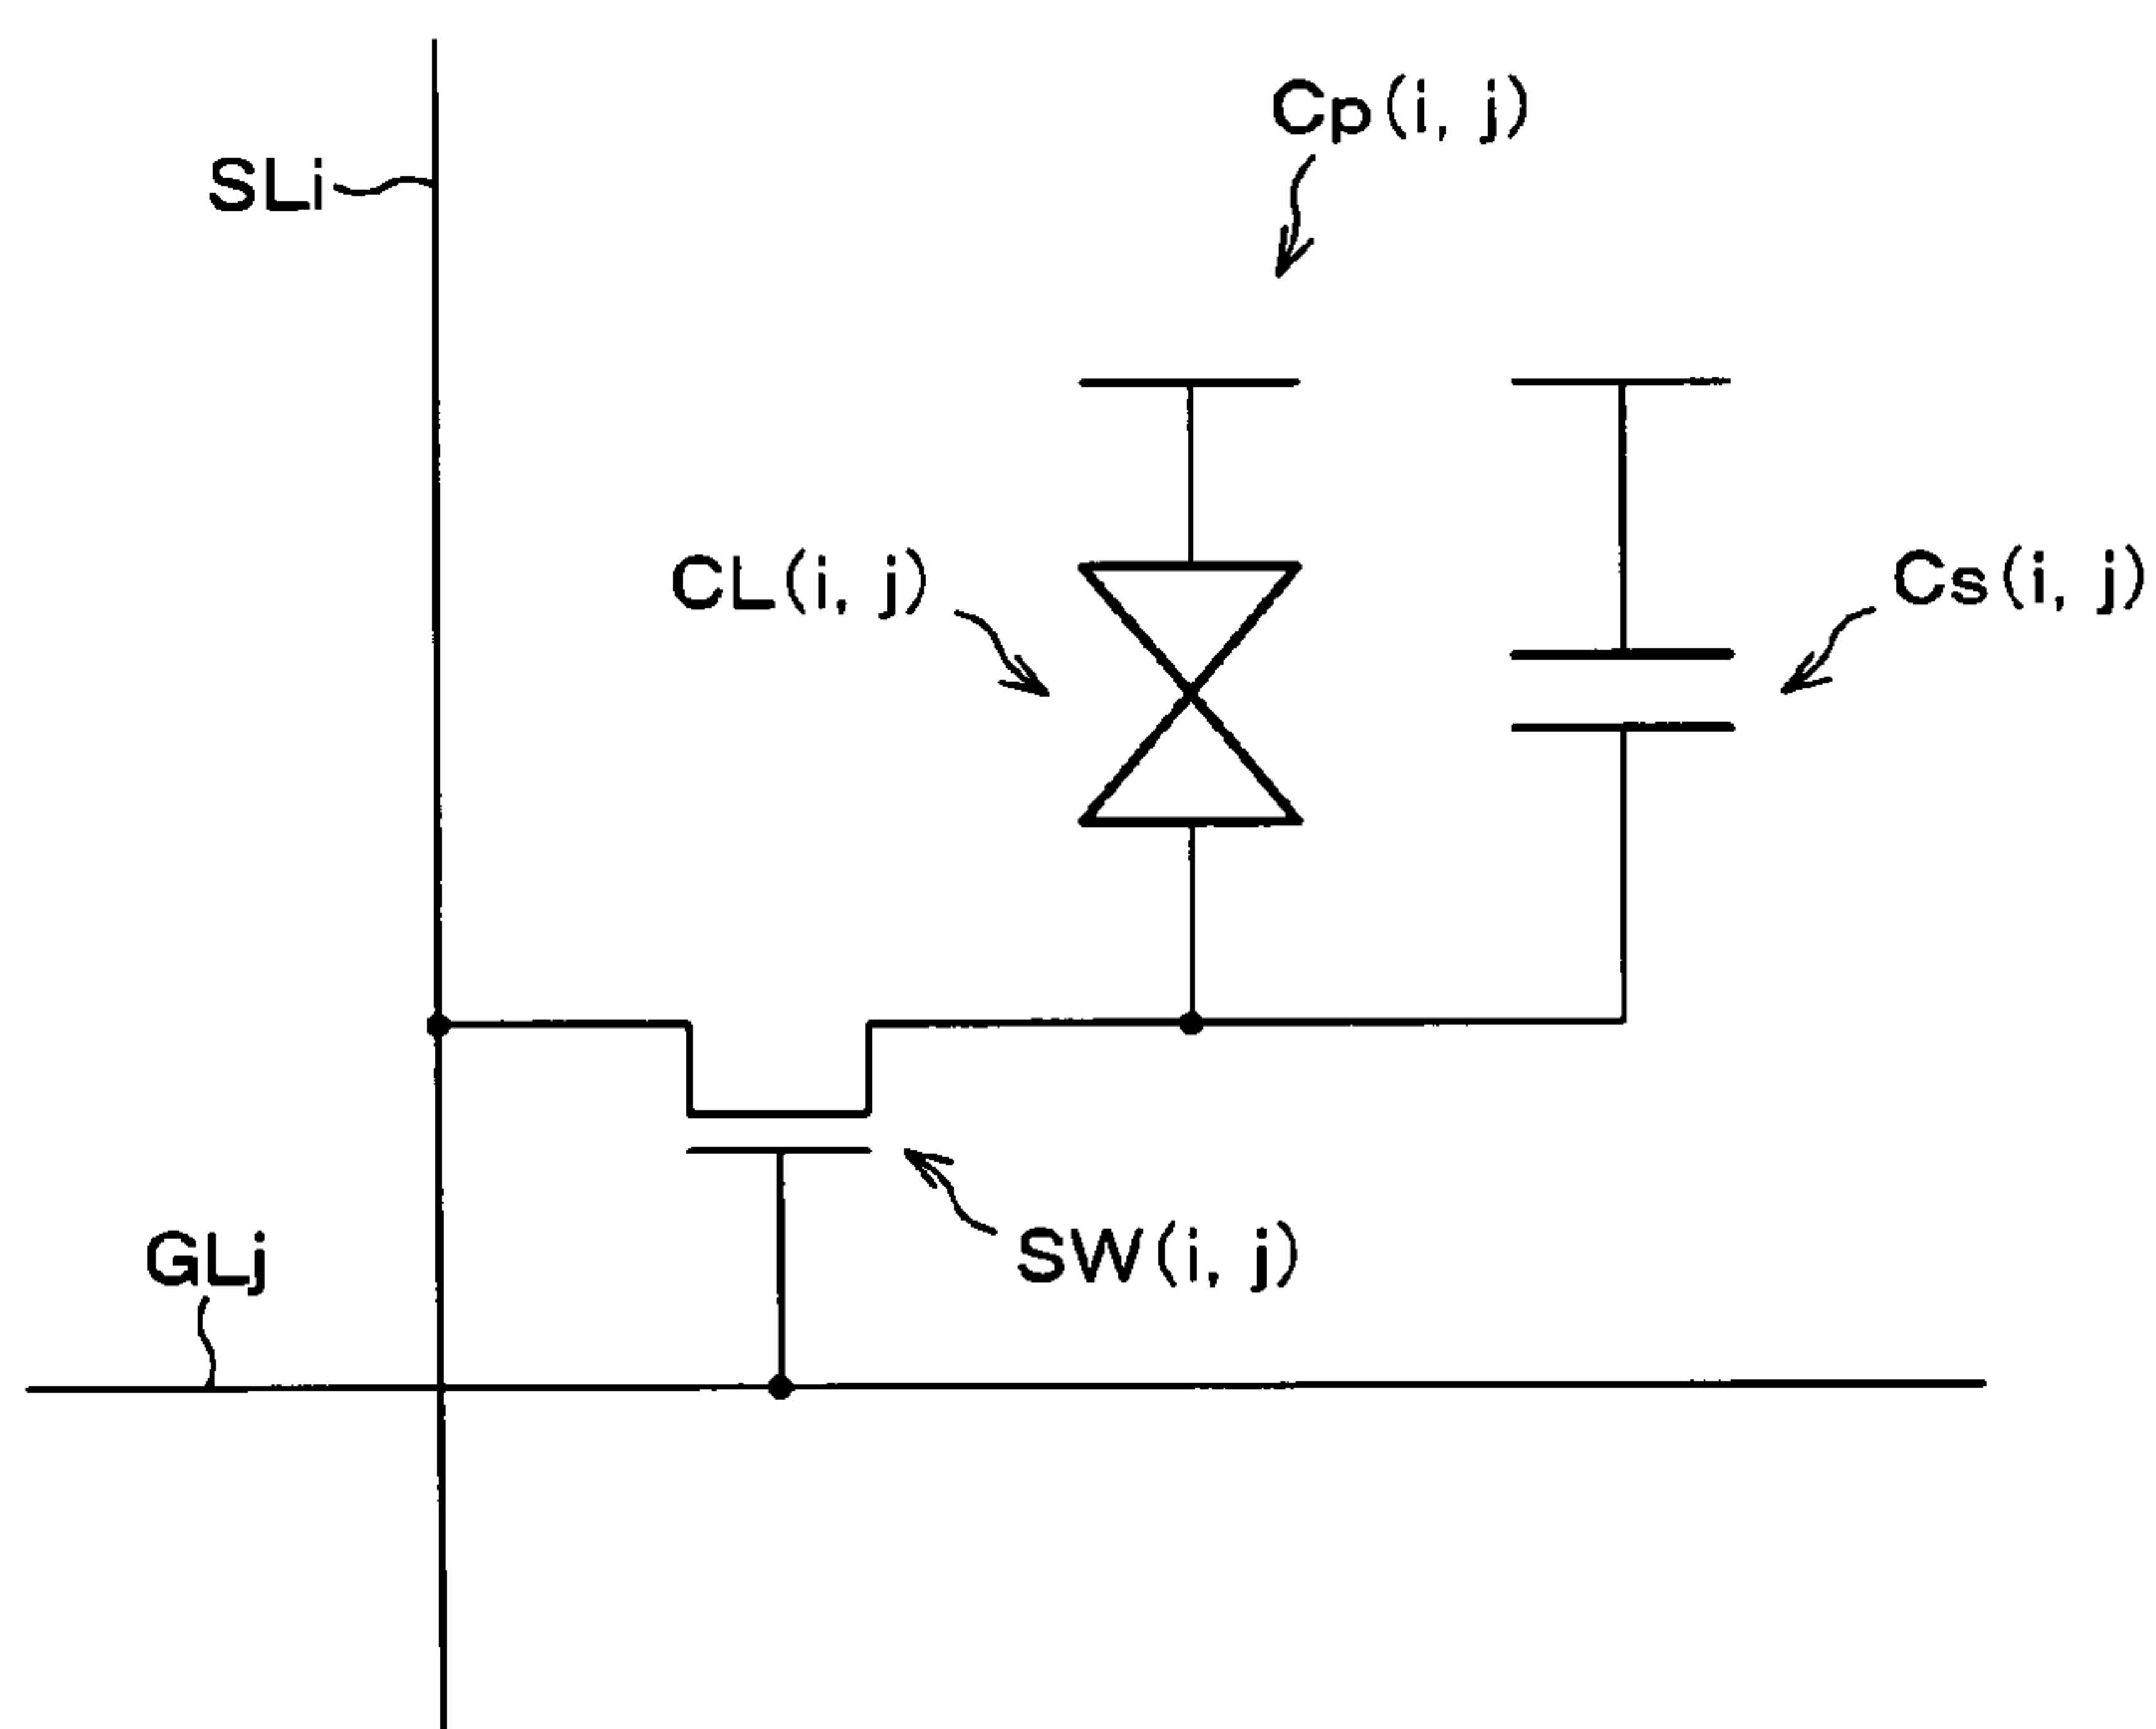 Cp(i, j)
SLi
CL(i, j)
Cs(i, j)
SW(i, j)
GLj